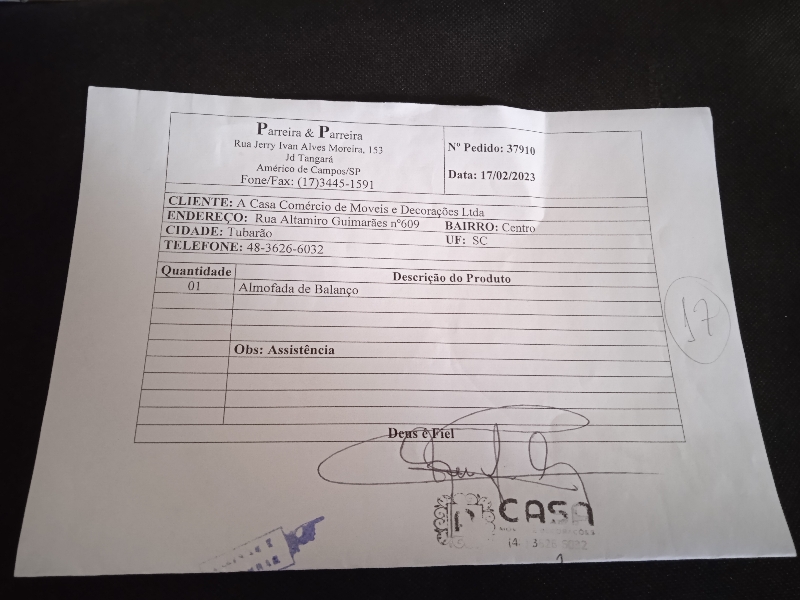 Parreira & Parreira
Rua Jerry Ivan Alves Moreira, 153
Jd Tangará
Américo de Campos/SP
Fone/Fax: (17)3445-1591
Nº Pedido: 37910
Data: 17/02/2023
CLIENTE: A Casa Comércio de Moveis e Decorações Ltda
ENDEREÇO: Rua Altamiro Guimarães nº609 BAIRRO: Centro
CIDADE: Tubarão UF: SC
TELEFONE: 48-3626-6032
Quantidade Descrição do Produto
01 Almofada de Balanço
Obs: Assistência
17
Deus é Fiel
CASA